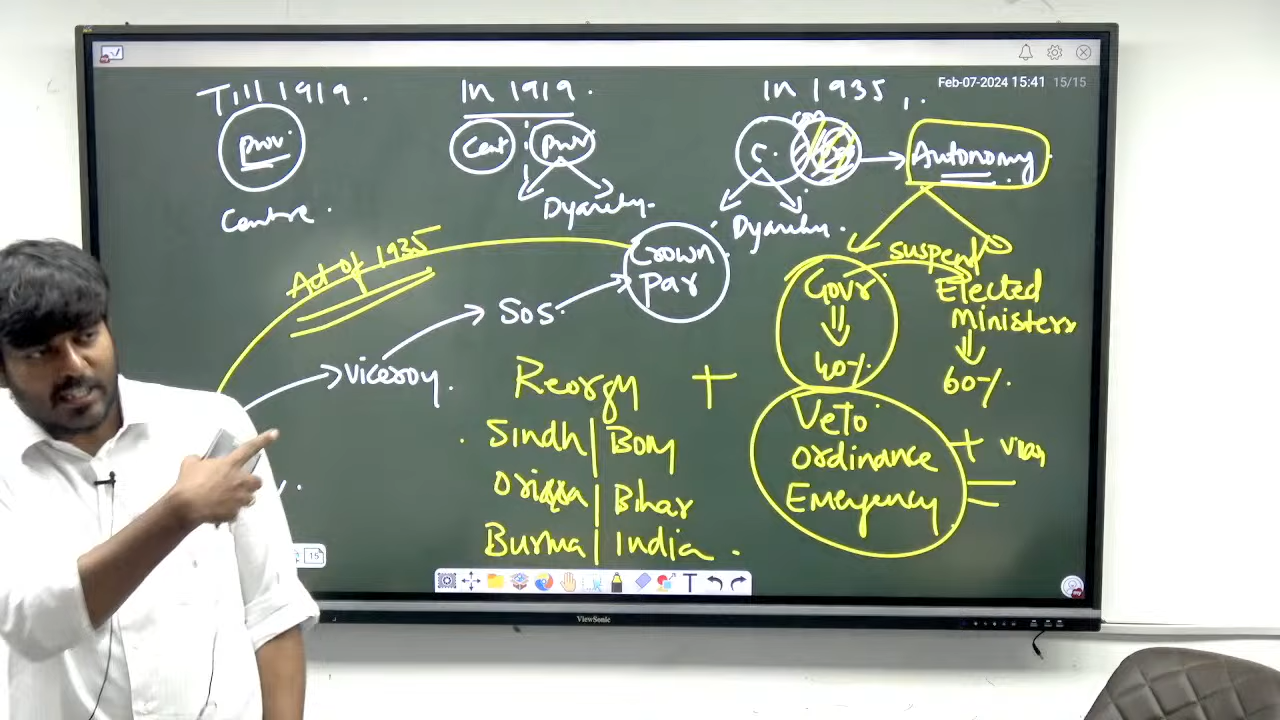 Feb-07-2024 15:41 15/15
Till 1919.
In 1919.
In 1935
Prov.
Cent
Prov
C.
Autonomy
Centre.
Dyarchy.
Dyarchy.
Act of 1935
Crown
Par
suspend
SOS.
Govr
40%
Elected
Ministers
60%.
Viceroy.
Reorgn +
Sindh | Bom
Orissa | Bihar
Burma | India.
Veto
Ordinance
Emergency
+
15
T
ViewSonic